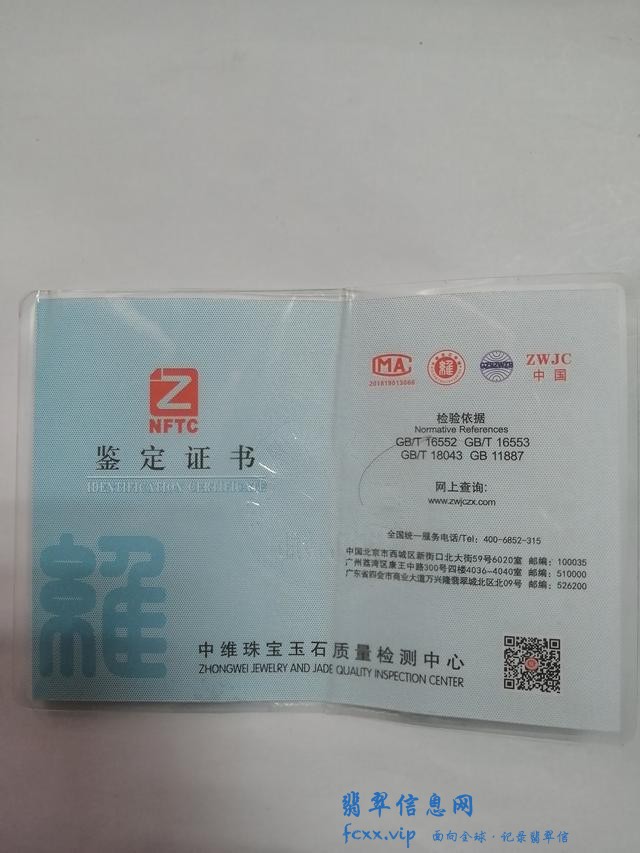 Z
NFTC
鉴定证书
IDENTIFICATION CERTIFICATE
維
中维珠宝玉石质量检测中心
ZHONGWEI JEWELRY AND JADE QUALITY INSPECTION CENTER
MA
201819013066
ZWJC
中国
检验依据
Normative References
GB/T 16552 GB/T 16553
GB/T 18043 GB 11887
网上查询:
www.zwjczx.com
全国统一服务电话/Tel: 400-6852-315
中国北京市西城区新街口北大街59号6020室 邮编: 100035
广州荔湾区康王中路300号四楼4036-4040室 邮编: 510000
广东省四会市商业大道万兴隆翡翠城北区北09号 邮编: 526200
翡翠信息网
fcxx.vip 面向全球·记录翡翠信